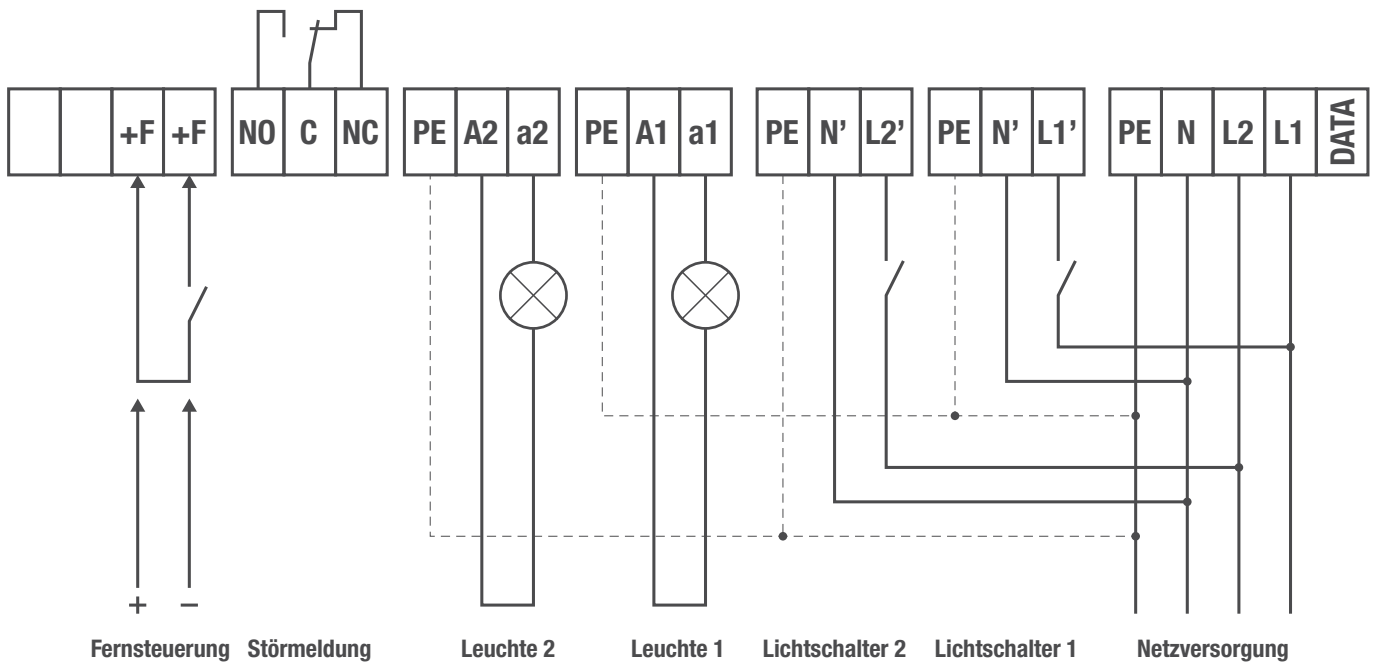 +F +F NO C NC PE A2 a2 PE A1 a1 PE N’ L2’ PE N’ L1’ PE N L2 L1 DATA
+ –
Fernsteuerung Störmeldung Leuchte 2 Leuchte 1 Lichtschalter 2 Lichtschalter 1 Netzversorgung